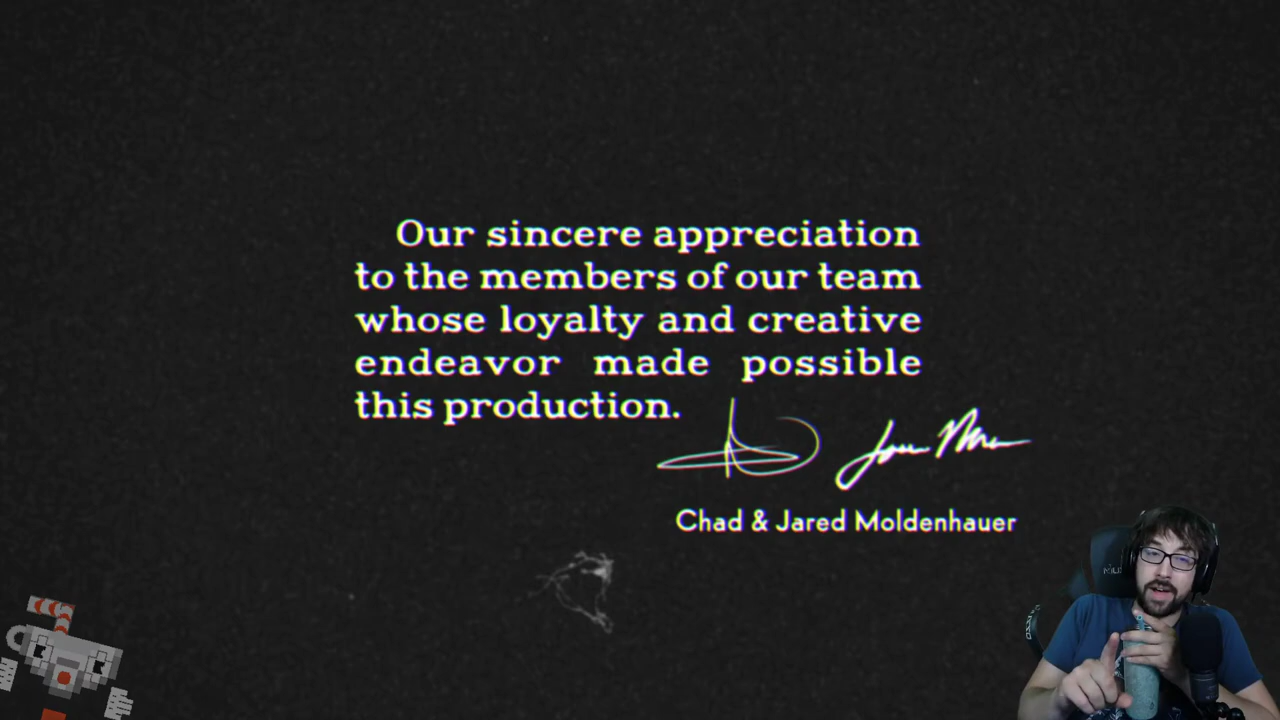 Our sincere appreciation
to the members of our team
whose loyalty and creative
endeavor made possible
this production.
Chad & Jared Moldenhauer